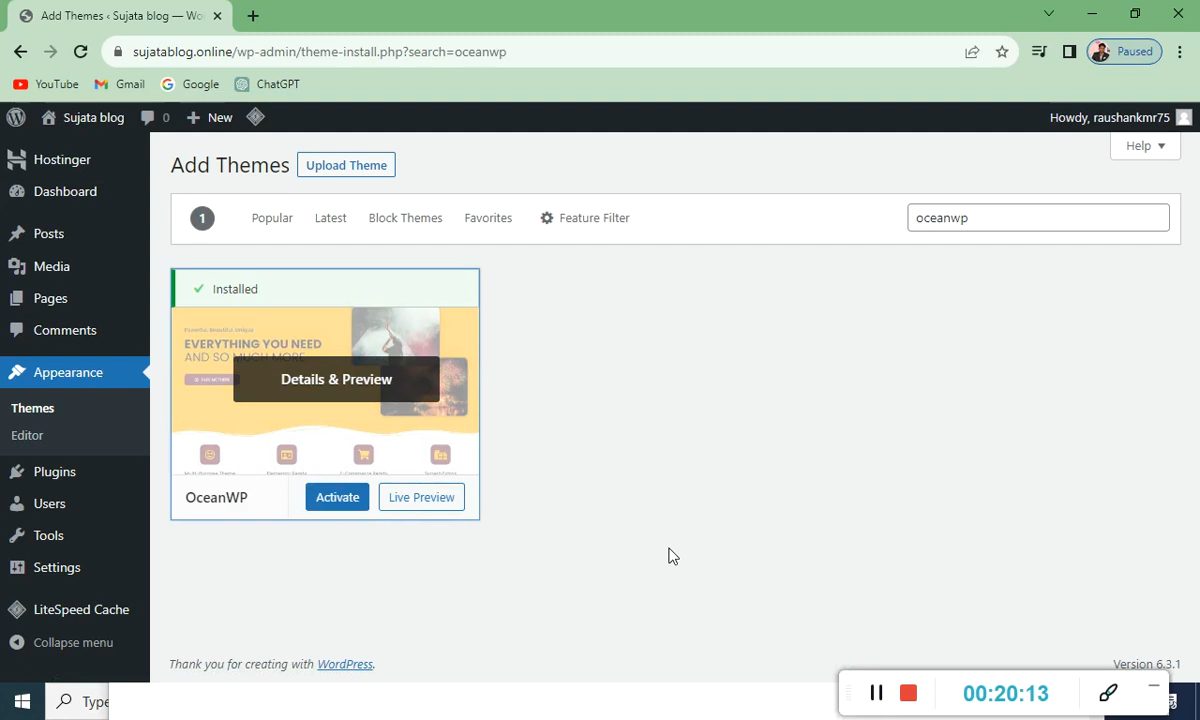 Add Themes ‹ Sujata blog — Wo
sujatablog.online/wp-admin/theme-install.php?search=oceanwp
Paused
YouTube
Gmail
Google
ChatGPT
Sujata blog
0
New
Howdy, raushankmr75
Hostinger
Dashboard
Posts
Media
Pages
Comments
Appearance
Themes
Editor
Plugins
Users
Tools
Settings
LiteSpeed Cache
Collapse menu
Help
Add Themes
Upload Theme
1
Popular
Latest
Block Themes
Favorites
Feature Filter
oceanwp
Installed
EVERYTHING YOU NEED
AND SO MUCH MORE
Details & Preview
OceanWP
Activate
Live Preview
Thank you for creating with WordPress.
Version 6.3.1
Type
00:20:13